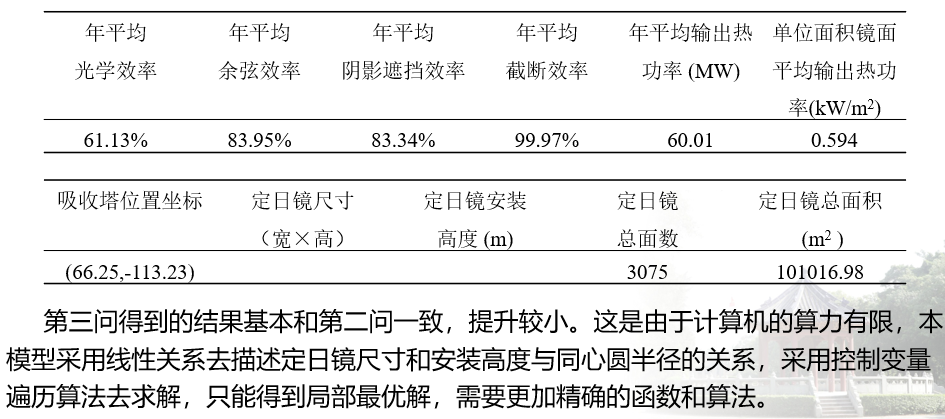 年平均 年平均 年平均 年平均 年平均输出热 单位面积镜面
光学效率 余弦效率 阴影遮挡效率 截断效率 功率 (MW) 平均输出热功
率(kW/m²)
61.13% 83.95% 83.34% 99.97% 60.01 0.594
吸收塔位置坐标 定日镜尺寸 定日镜安装 定日镜 定日镜总面积
（宽×高） 高度 (m) 总面数 (m² )
(66.25,-113.23) 3075 101016.98
第三问得到的结果基本和第二问一致，提升较小。这是由于计算机的算力有限，本
模型采用线性关系去描述定日镜尺寸和安装高度与同心圆半径的关系，采用控制变量
遍历算法去求解，只能得到局部最优解，需要更加精确的函数和算法。